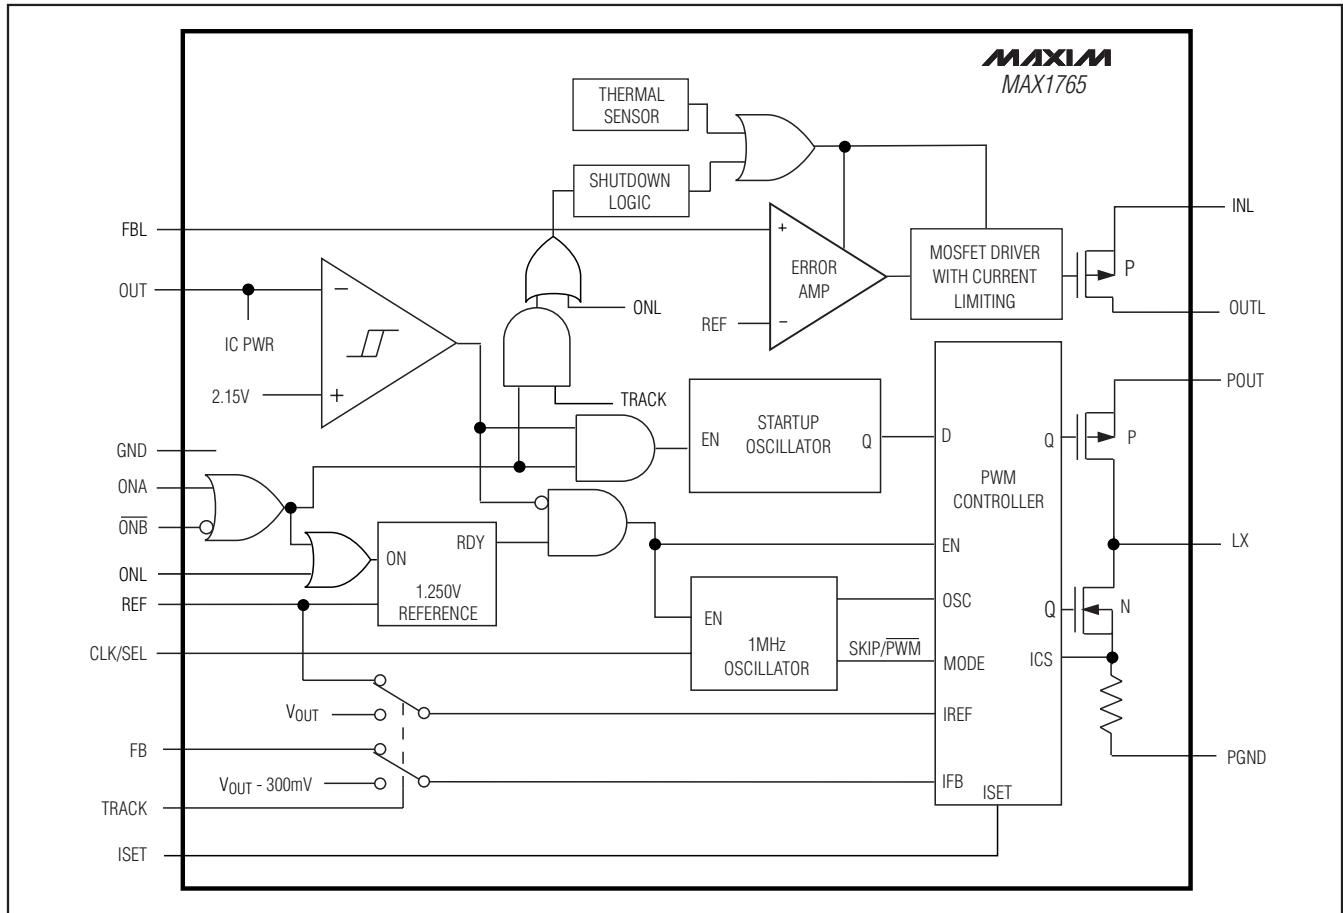 MAXIM
MAX1765
THERMAL
SENSOR
SHUTDOWN
LOGIC
INL
FBL
+
MOSFET DRIVER
WITH CURRENT
LIMITING
P
ERROR
AMP
OUT
−
ONL
OUTL
REF
−
IC PWR
2.15V
+
TRACK
POUT
STARTUP
OSCILLATOR
EN
Q
D
Q
P
GND
PWM
CONTROLLER
ONA
O̅N̅B̅
RDY
ON
EN
LX
ONL
1.250V
REFERENCE
REF
OSC
Q
N
EN
1MHz
OSCILLATOR
CLK/SEL
SKIP/P̅W̅M̅
MODE
ICS
VOUT
IREF
FB
PGND
VOUT - 300mV
IFB
ISET
TRACK
ISET